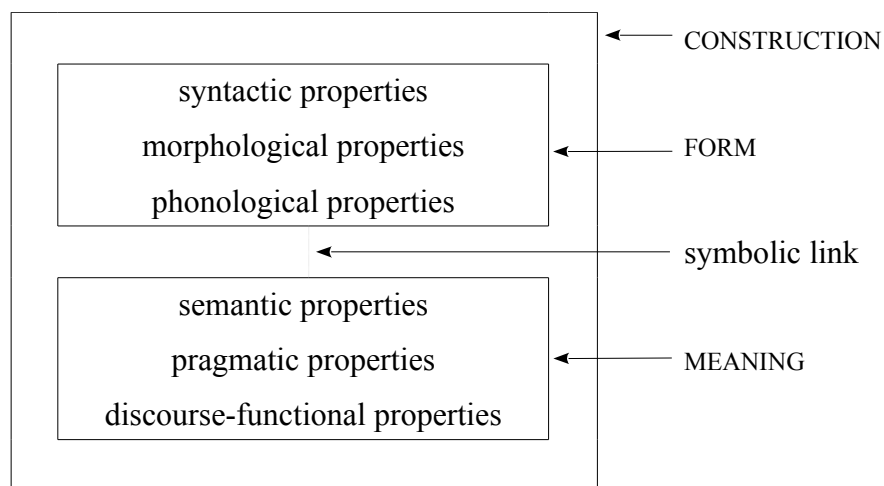 CONSTRUCTION
syntactic properties
morphological properties
FORM
phonological properties
symbolic link
semantic properties
pragmatic properties
MEANING
discourse-functional properties